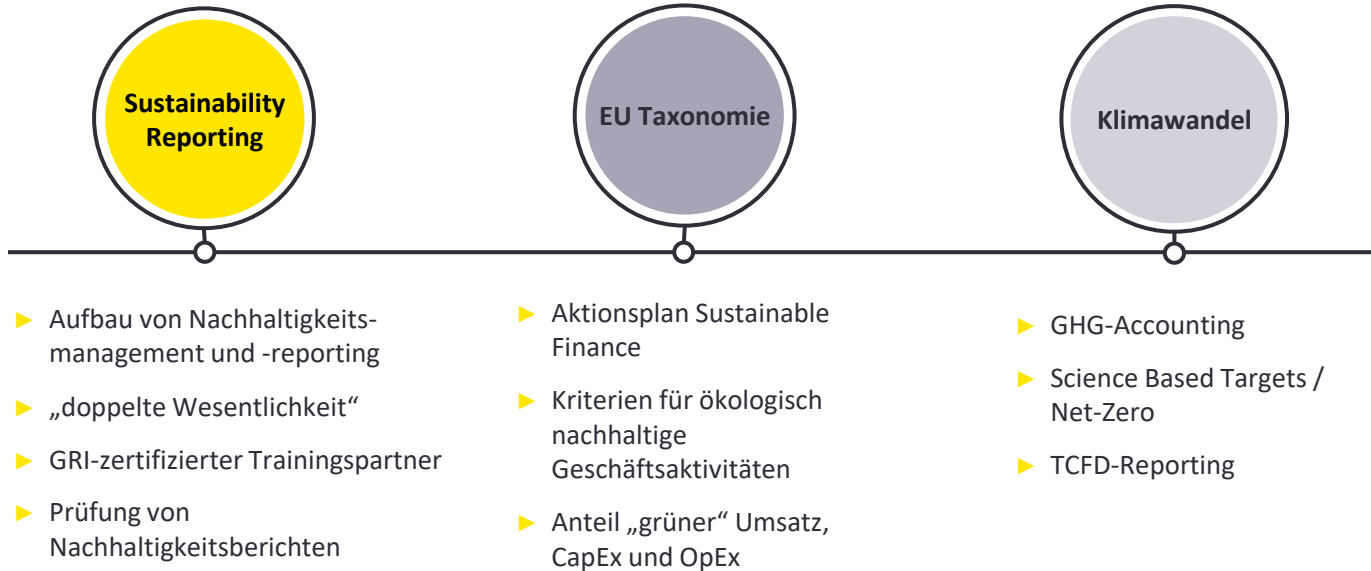 Sustainability
Reporting
EU Taxonomie
Klimawandel
► Aufbau von Nachhaltigkeits-
management und -reporting
► „doppelte Wesentlichkeit“
► GRI-zertifizierter Trainingspartner
► Prüfung von
Nachhaltigkeitsberichten
► Aktionsplan Sustainable
Finance
► Kriterien für ökologisch
nachhaltige
Geschäftsaktivitäten
► Anteil „grüner“ Umsatz,
CapEx und OpEx
► GHG-Accounting
► Science Based Targets /
Net-Zero
► TCFD-Reporting